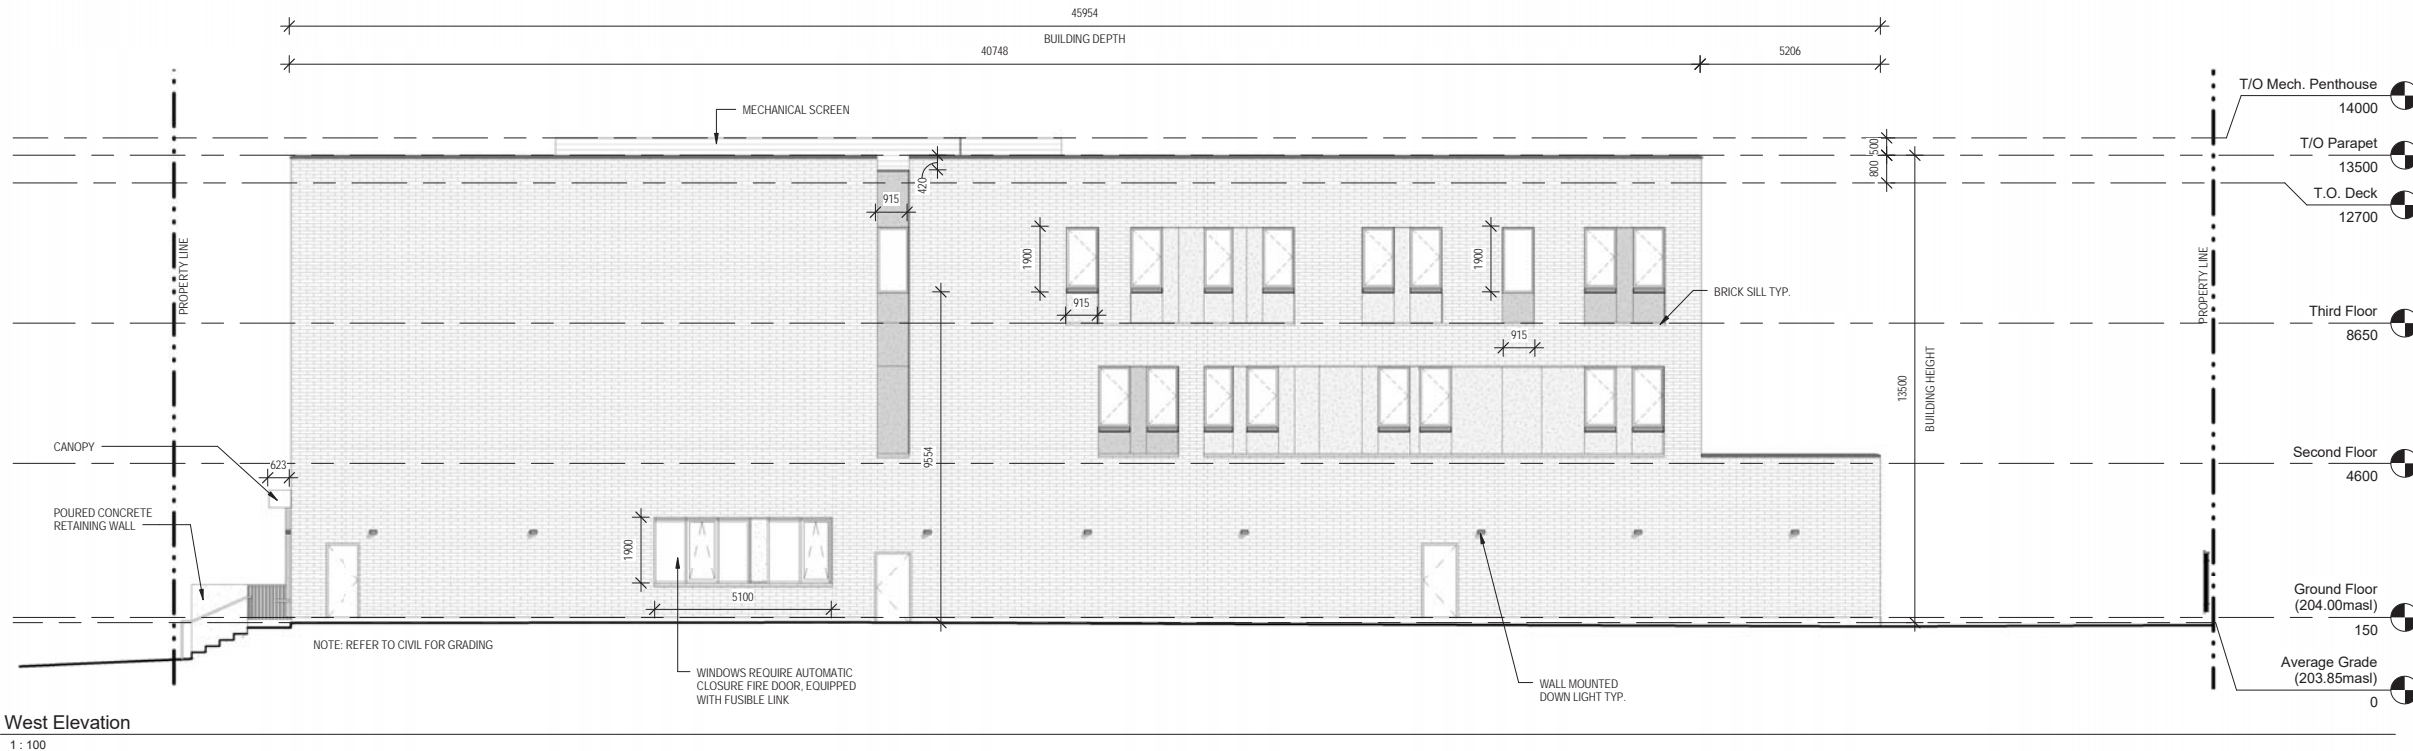 45954
BUILDING DEPTH
40748
5206
MECHANICAL SCREEN
T/O Mech. Penthouse
14000
500
T/O Parapet
13500
800
T.O. Deck
12700
420
915
PROPERTY LINE
1900
1900
PROPERTY LINE
915
BRICK SILL TYP.
Third Floor
8650
915
13500
BUILDING HEIGHT
CANOPY
623
9554
Second Floor
4600
POURED CONCRETE
RETAINING WALL
1900
5100
Ground Floor
(204.00masl)
150
NOTE: REFER TO CIVIL FOR GRADING
WINDOWS REQUIRE AUTOMATIC
CLOSURE FIRE DOOR, EQUIPPED
WITH FUSIBLE LINK
WALL MOUNTED
DOWN LIGHT TYP.
Average Grade
(203.85masl)
0
West Elevation
1 : 100